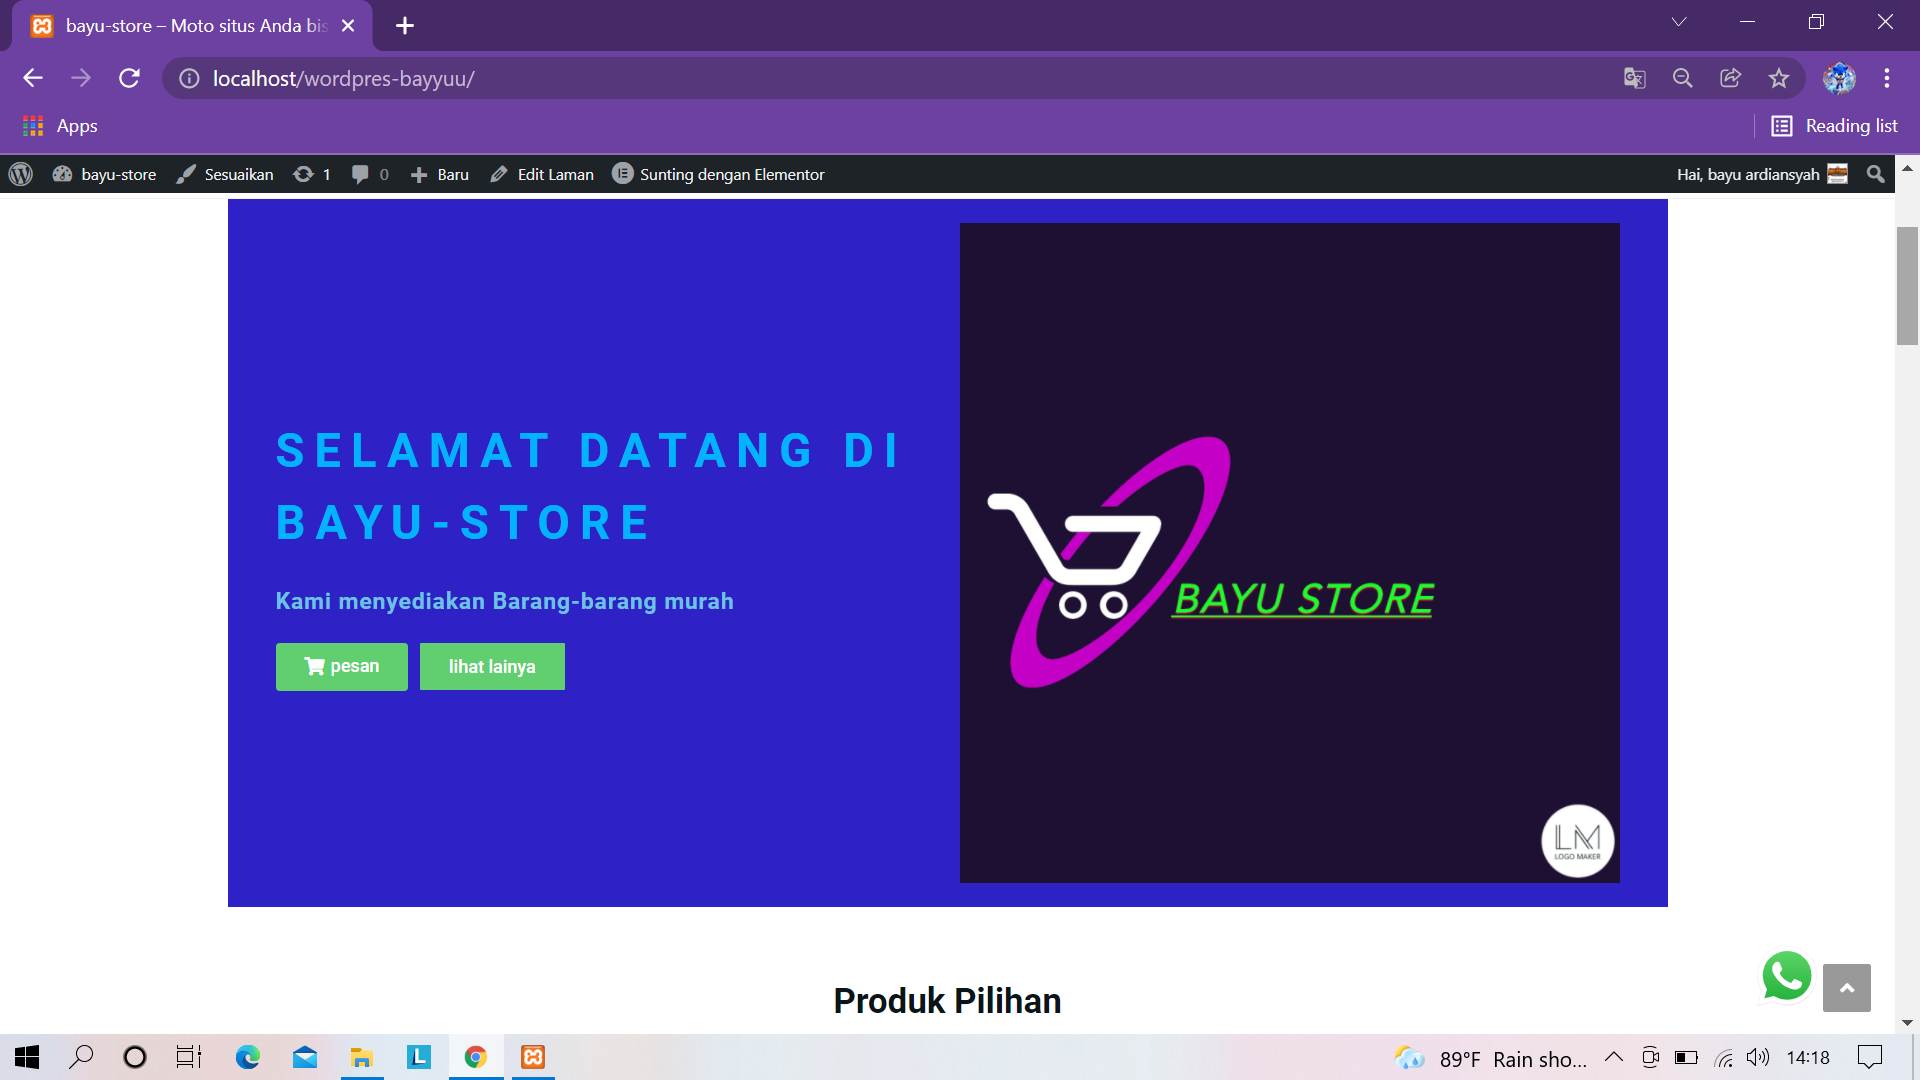 bayu-store – Moto situs Anda bis
localhost/wordpres-bayyuu/
Apps
Reading list
bayu-store
Sesuaikan
1
0
Baru
Edit Laman
Sunting dengan Elementor
Hai, bayu ardiansyah
SELAMAT DATANG DI
BAYU-STORE
Kami menyediakan Barang-barang murah
pesan
lihat lainya
BAYU STORE
LM
LOGO MAKER
Produk Pilihan
89°F Rain sho...
14:18